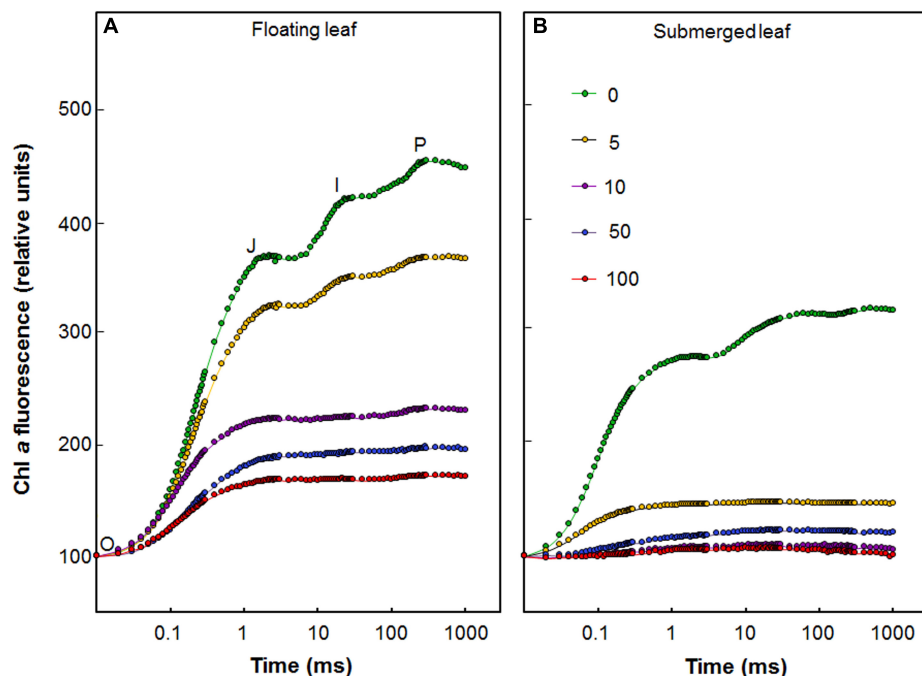 A
Floating leaf
B
Submerged leaf
500
400
300
200
100
Chl a fluorescence (relative units)
O
J
I
P
0
5
10
50
100
0.1 1 10 100 1000
0.1 1 10 100 1000
Time (ms)
Time (ms)